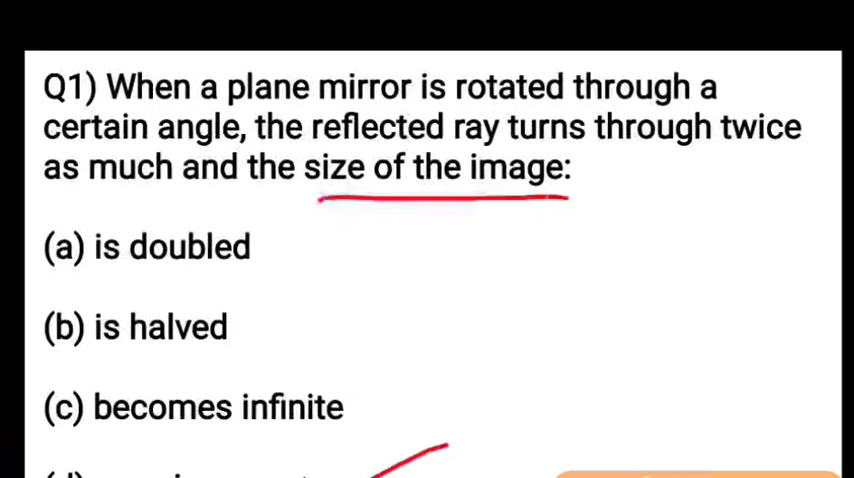 Q1) When a plane mirror is rotated through a
certain angle, the reflected ray turns through twice
as much and the size of the image:
(a) is doubled
(b) is halved
(c) becomes infinite